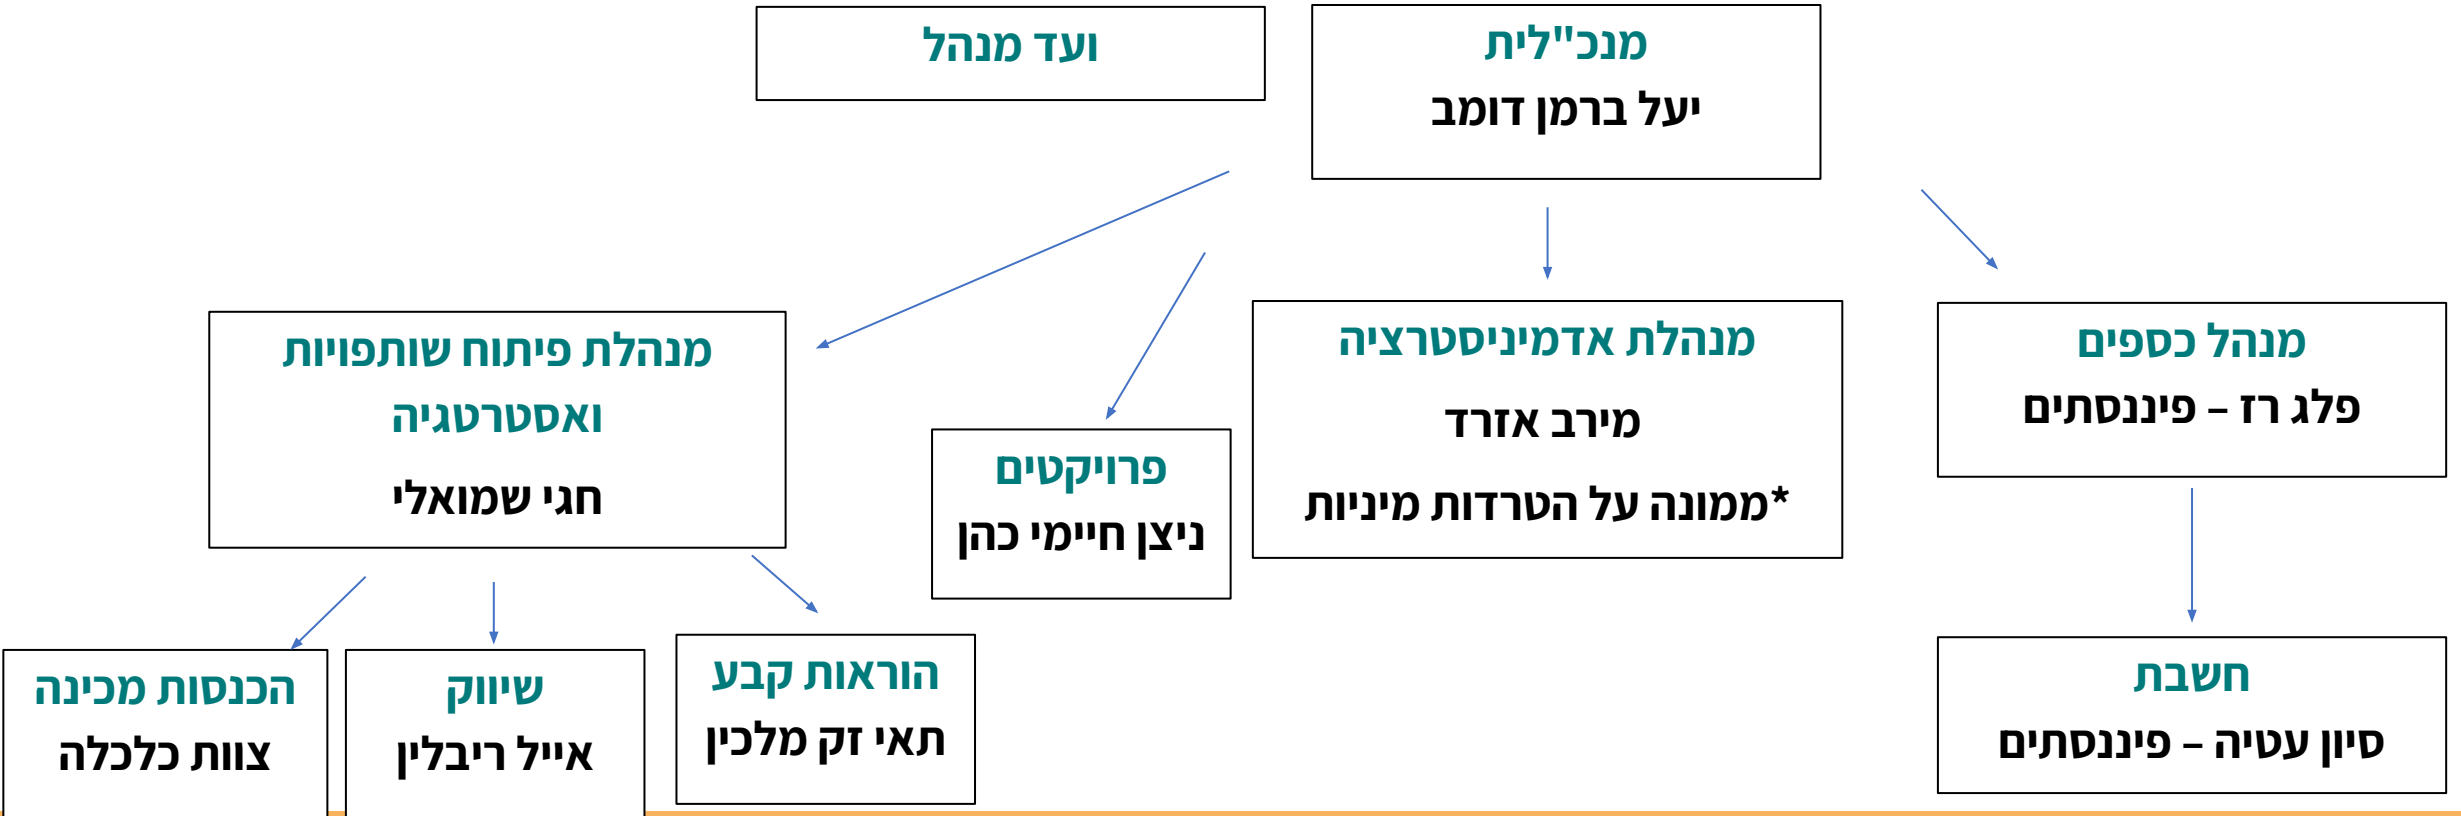 מנכ"לית
יעל ברמן דומב
ועד מנהל
מנהל כספים
פלג רז – פיננסתים
מנהלת אדמיניסטרציה
מירב אזרד
*ממונה על הטרדות מיניות
פרויקטים
ניצן חיימי כהן
מנהלת פיתוח שותפויות
ואסטרטגיה
חגי שמואלי
חשבת
סיון עטיה – פיננסתים
הוראות קבע
תאי זק מלכין
שיווק
אייל ריבלין
הכנסות מכינה
צוות כלכלה